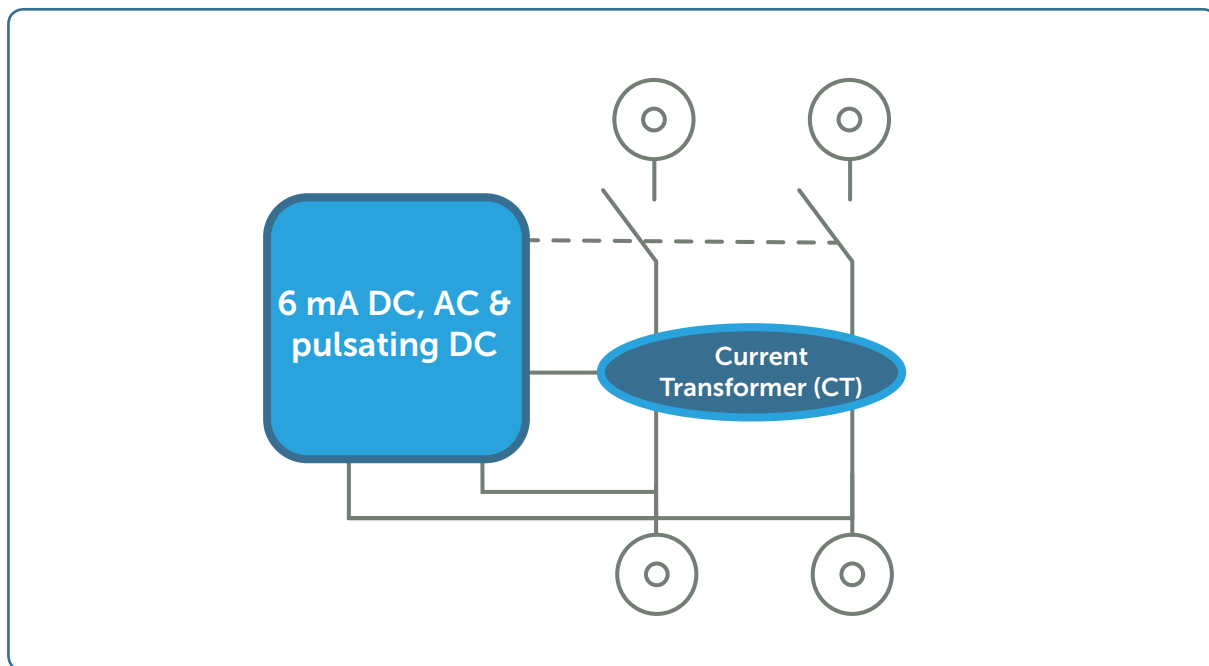 6 mA DC, AC &
pulsating DC
Current
Transformer (CT)